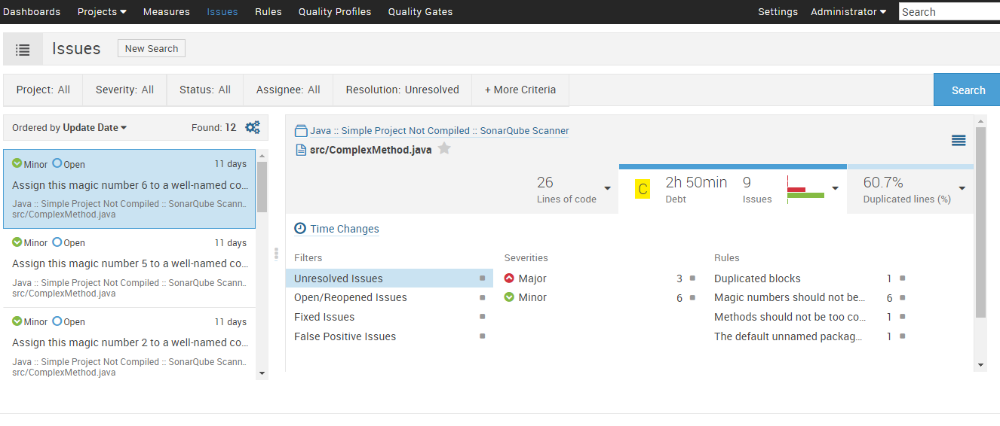 Dashboards Projects Measures Issues Rules Quality Profiles Quality Gates Settings Administrator Search
Issues New Search
Project: All Severity: All Status: All Assignee: All Resolution: Unresolved + More Criteria Search
Ordered by Update Date Found: 12
Minor Open 11 days
Assign this magic number 6 to a well-named co...
Java :: Simple Project Not Compiled :: SonarQube Scann..
src/ComplexMethod.java
Minor Open 11 days
Assign this magic number 5 to a well-named co...
Java :: Simple Project Not Compiled :: SonarQube Scann..
src/ComplexMethod.java
Minor Open 11 days
Assign this magic number 2 to a well-named co...
Java :: Simple Project Not Compiled :: SonarQube Scann..
src/ComplexMethod.java
Java :: Simple Project Not Compiled :: SonarQube Scanner
src/ComplexMethod.java
26 C 2h 50min 9 60.7%
Lines of code Debt Issues Duplicated lines (%)
Time Changes
Filters Severities Rules
Unresolved Issues Major 3 Duplicated blocks 1
Open/Reopened Issues Minor 6 Magic numbers should not be... 6
Fixed Issues Methods should not be too co... 1
False Positive Issues The default unnamed packag... 1